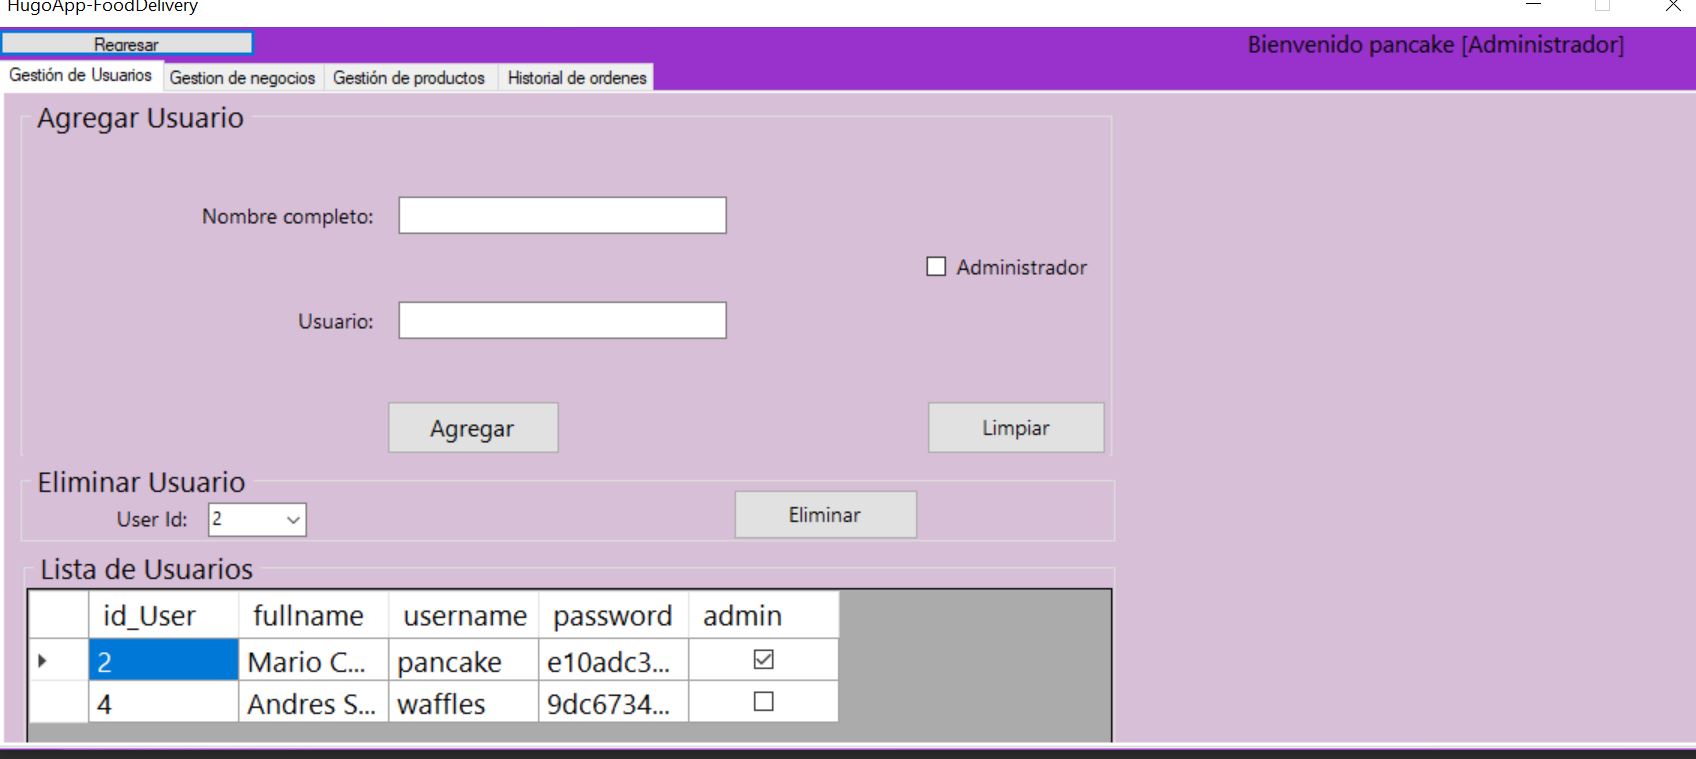 HugoApp-FoodDelivery
Regresar
Bienvenido pancake [Administrador]
Gestión de Usuarios Gestion de negocios Gestión de productos Historial de ordenes
Agregar Usuario
Nombre completo:
Administrador
Usuario:
Agregar Limpiar
Eliminar Usuario
User Id: 2 Eliminar
Lista de Usuarios
id_User fullname username password admin
2 Mario C... pancake e10adc3...
4 Andres S... waffles 9dc6734...